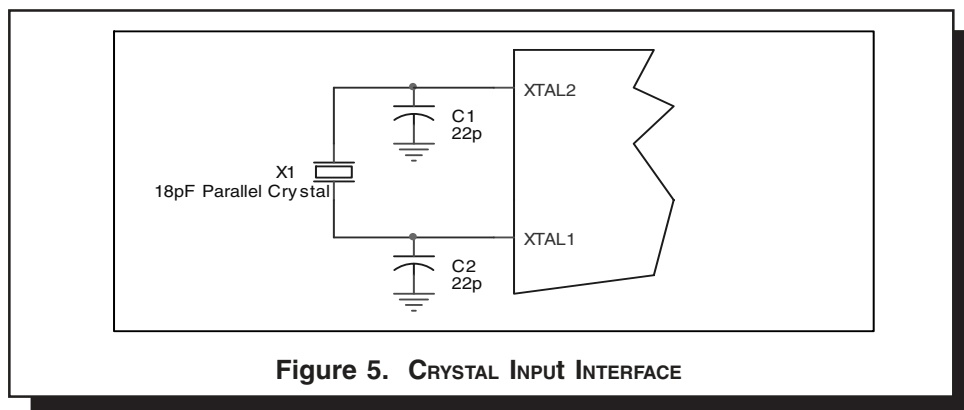 XTAL2
C1
22p
X1
18pF Parallel Crystal
XTAL1
C2
22p
Figure 5. CRYSTAL INPUt INTERFACE